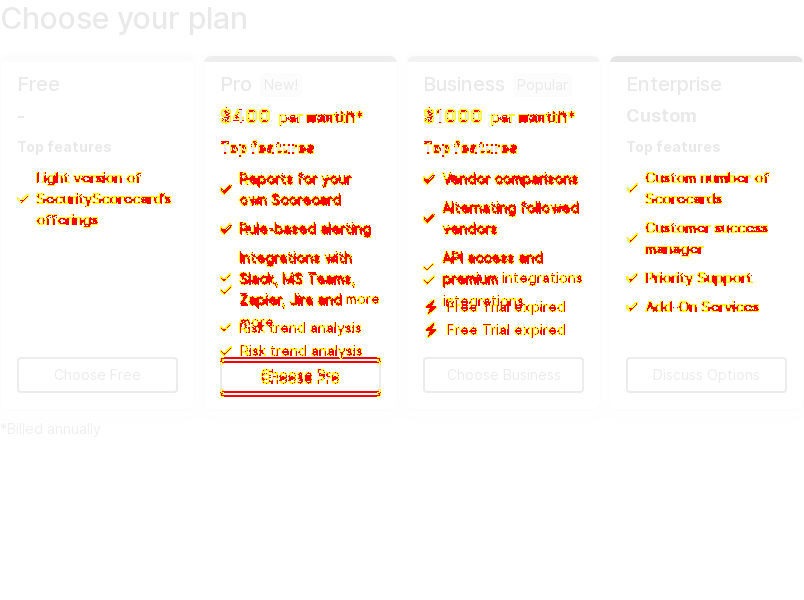 Choose your plan
Free
-
Top features
Light version of
SecurityScorecard's
offerings
Choose Free
Pro New!
per month*
Top features
Reports for your
own Scorecard
Rule-based alerting
Integrations with
Slack, MS Teams,
Zapier, Jira and more
more
Risk trend analysis
Risk trend analysis
Choose Pro
Business Popular
$1000 per month*
Top features
Vendor comparisons
Alternating followed
vendors
API access and
premium integrations
integrations
Free Trial expired
Free Trial expired
Choose Business
Enterprise
Custom
Top features
Custom number of
Scorecards
Customer success
manager
Priority Support
Add-On Services
Discuss Options
*Billed annually